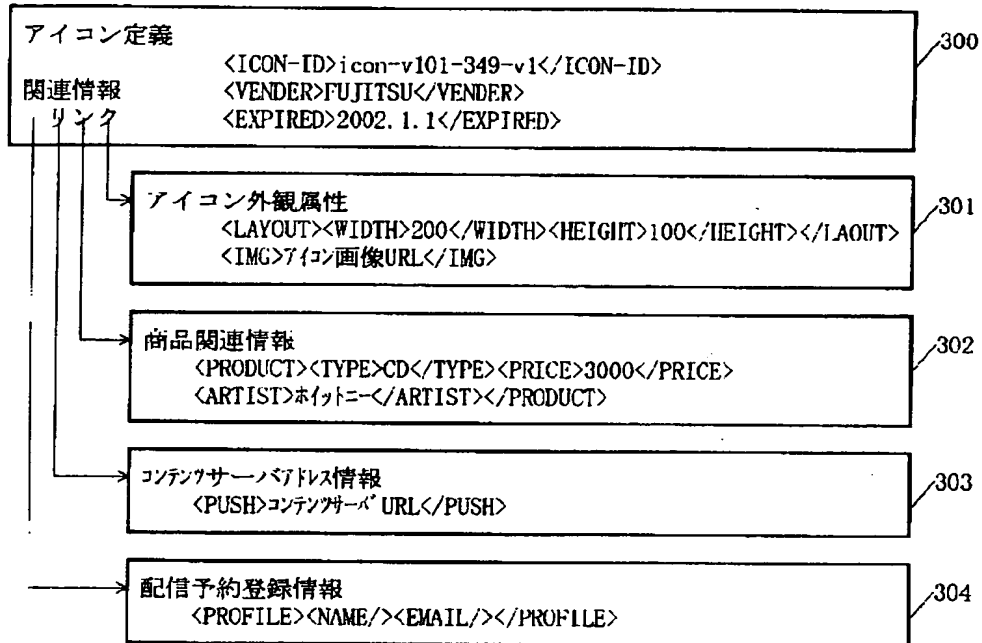 アイコン定義
300
<ICON-ID>icon-v101-349-v1</ICON-ID>
関連情報
<VENDER>FUJITSU</VENDER>
リンク
<EXPIRED>2002.1.1</EXPIRED>
アイコン外観属性
301
<LAYOUT><WIDTH>200</WIDTH><HEIGHT>100</HEIGHT></LAOUT>
<IMG>アイコン画像URL</IMG>
商品関連情報
302
<PRODUCT><TYPE>CD</TYPE><PRICE>3000</PRICE>
<ARTIST>ホイットニー</ARTIST></PRODUCT>
コンテンツサーバアドレス情報
303
<PUSH>コンテンツサーバURL</PUSH>
配信予約登録情報
304
<PROFILE><NAME/><EMAIL/></PROFILE>